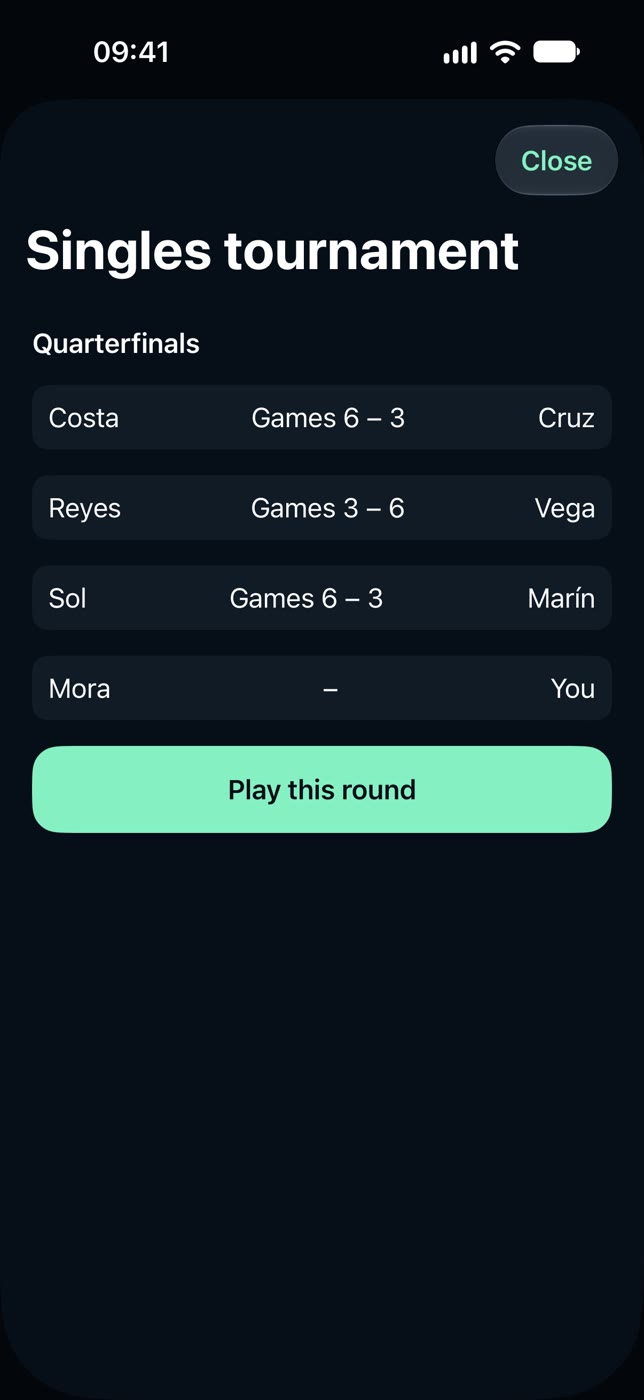 09:41
Close
Singles tournament
Quarterfinals
Costa Games 6 – 3 Cruz
Reyes Games 3 – 6 Vega
Sol Games 6 – 3 Marín
Mora – You
Play this round